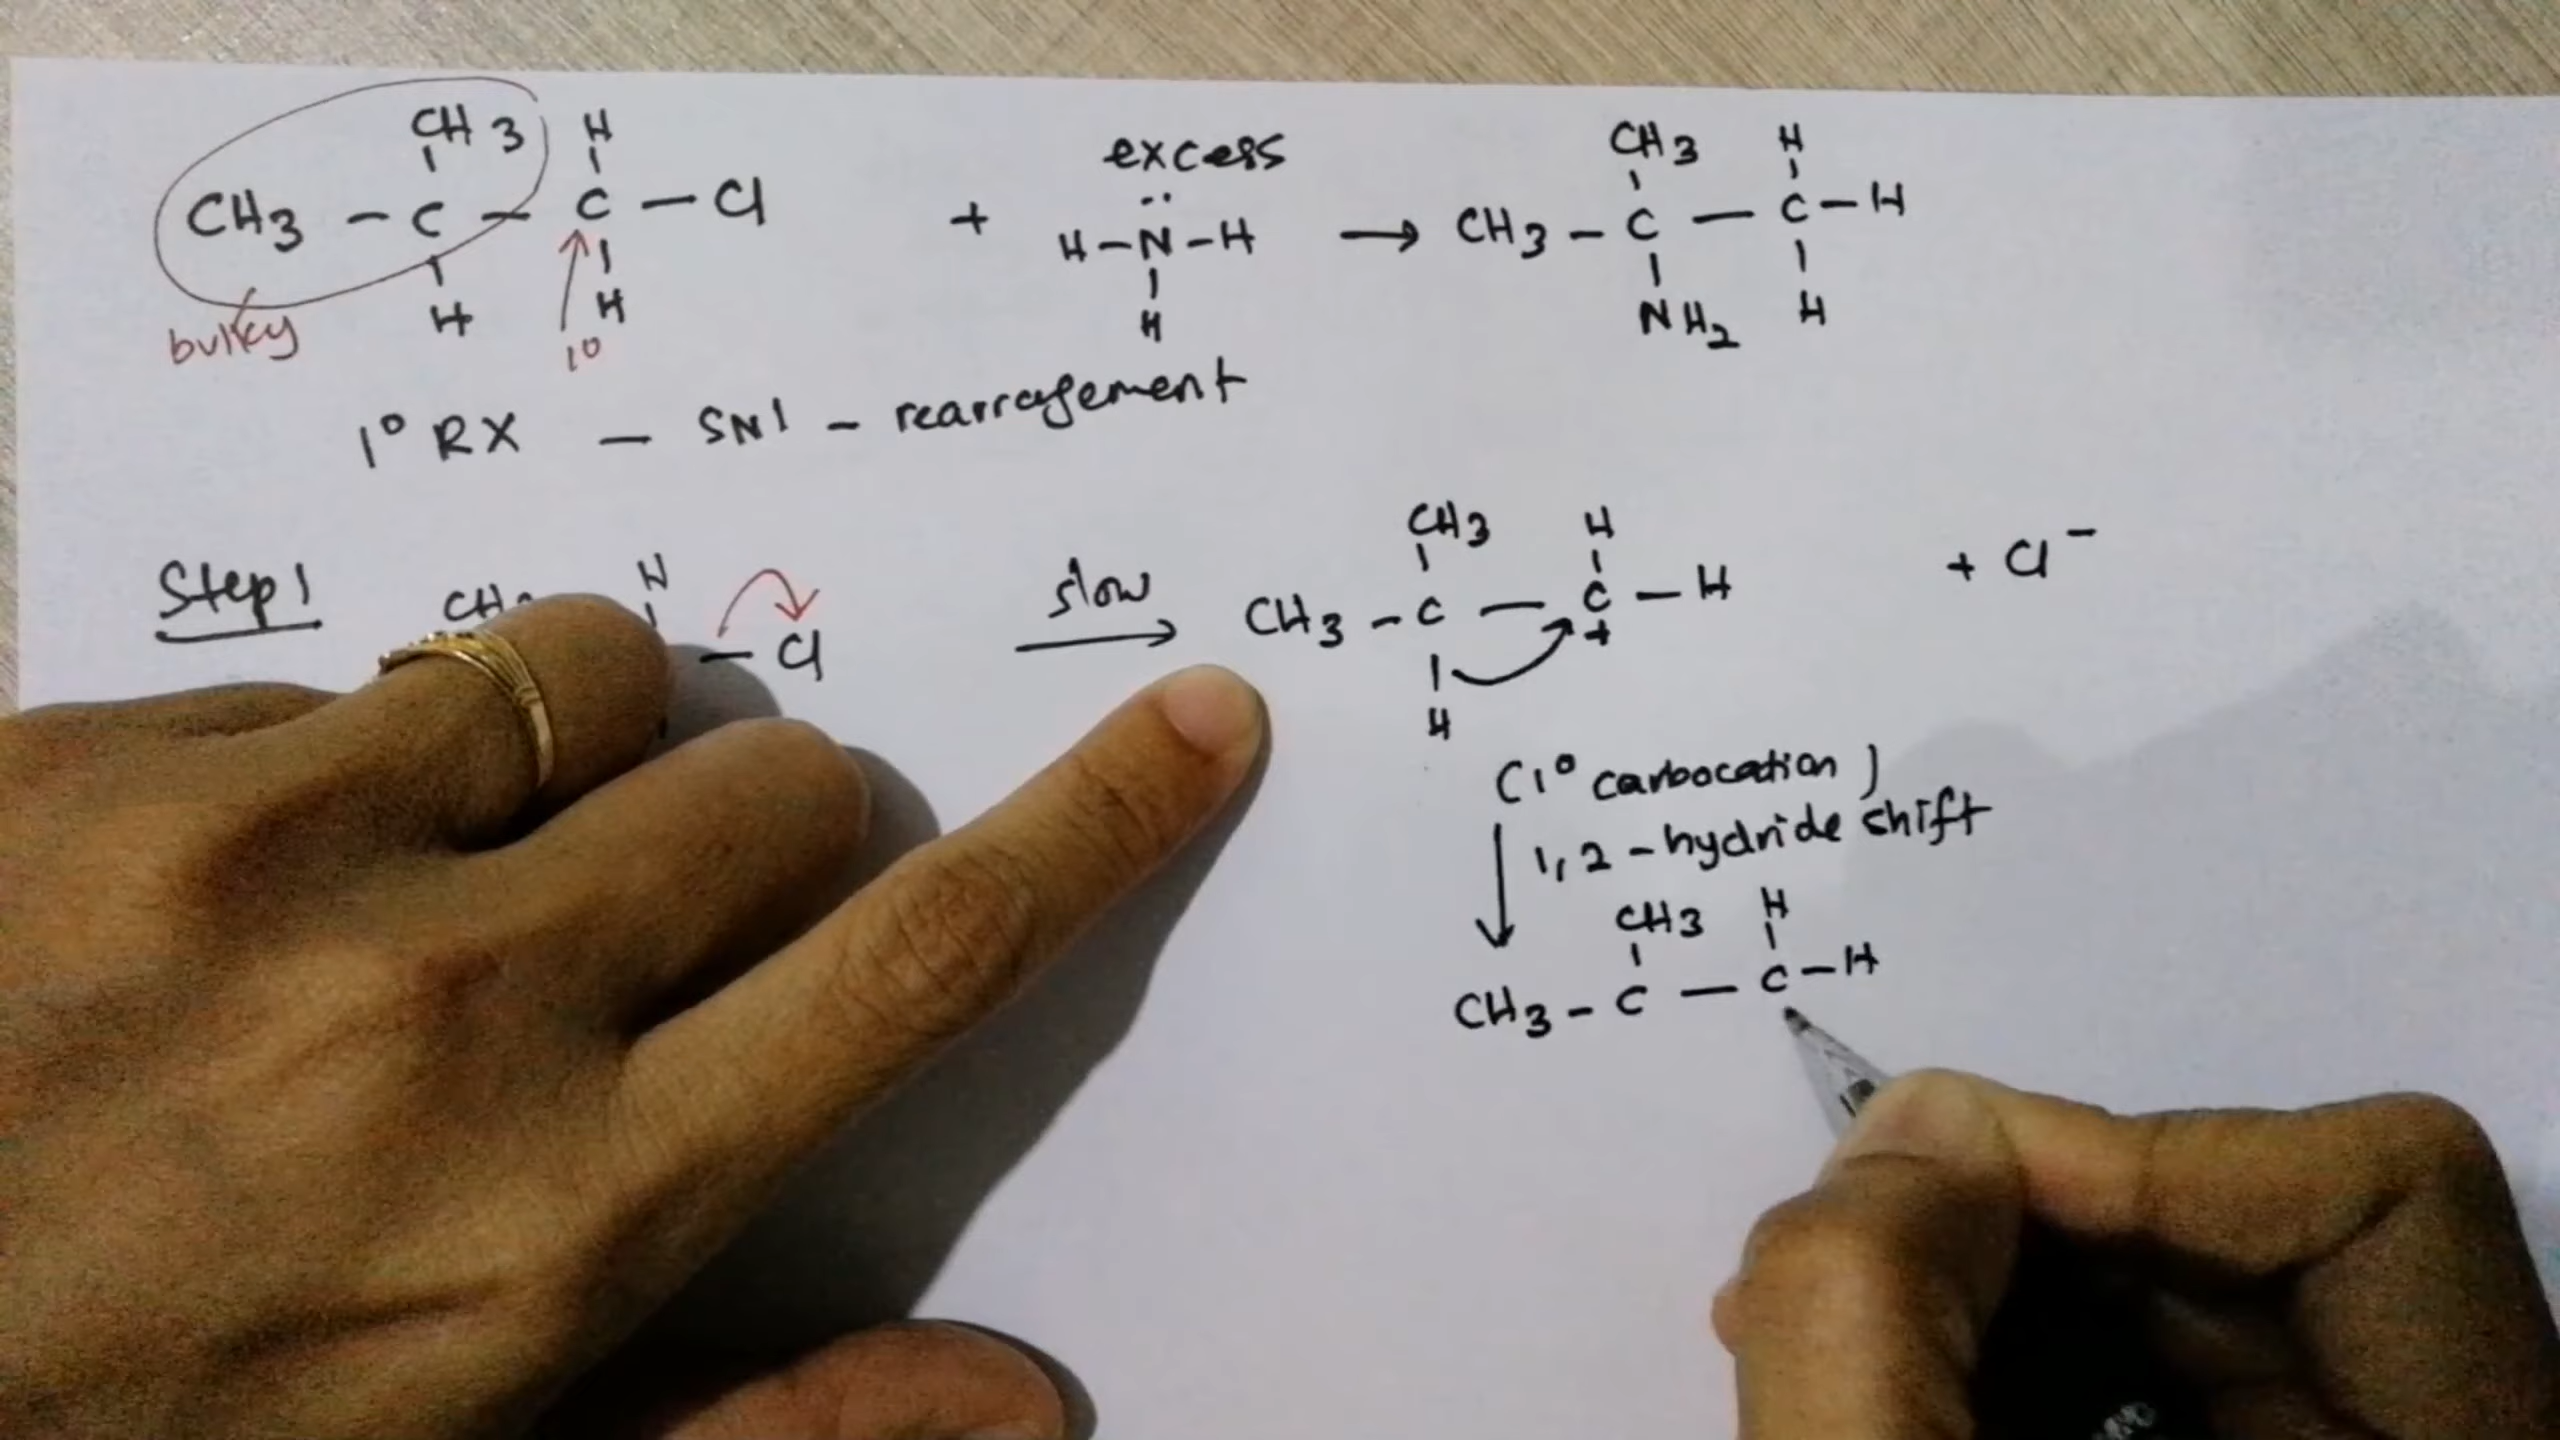 CH3 H
CH3 - C - C - Cl + H-N-H → CH3 - C - C - H
excess
H H H NH2 H
CH3 H
bulky 1°
1° RX - SN1 - rearragement
Step 1 H - Cl slow CH3 - C - C - H + Cl-
CH3 H
+
H
(1° carbocation)
1,2 - hydride shift
CH3 H
CH3 - C - C - H